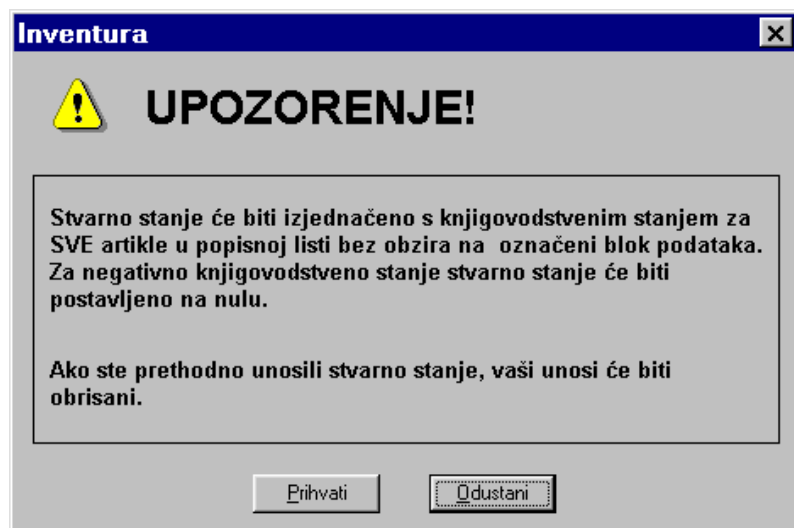 Inventura
UPOZORENJE!
Stvarno stanje će biti izjednačeno s knjigovodstvenim stanjem za
SVE artikle u popisnoj listi bez obzira na označeni blok podataka.
Za negativno knjigovodstveno stanje stvarno stanje će biti
postavljeno na nulu.
Ako ste prethodno unosili stvarno stanje, vaši unosi će biti
obrisani.
Prihvati
Odustani